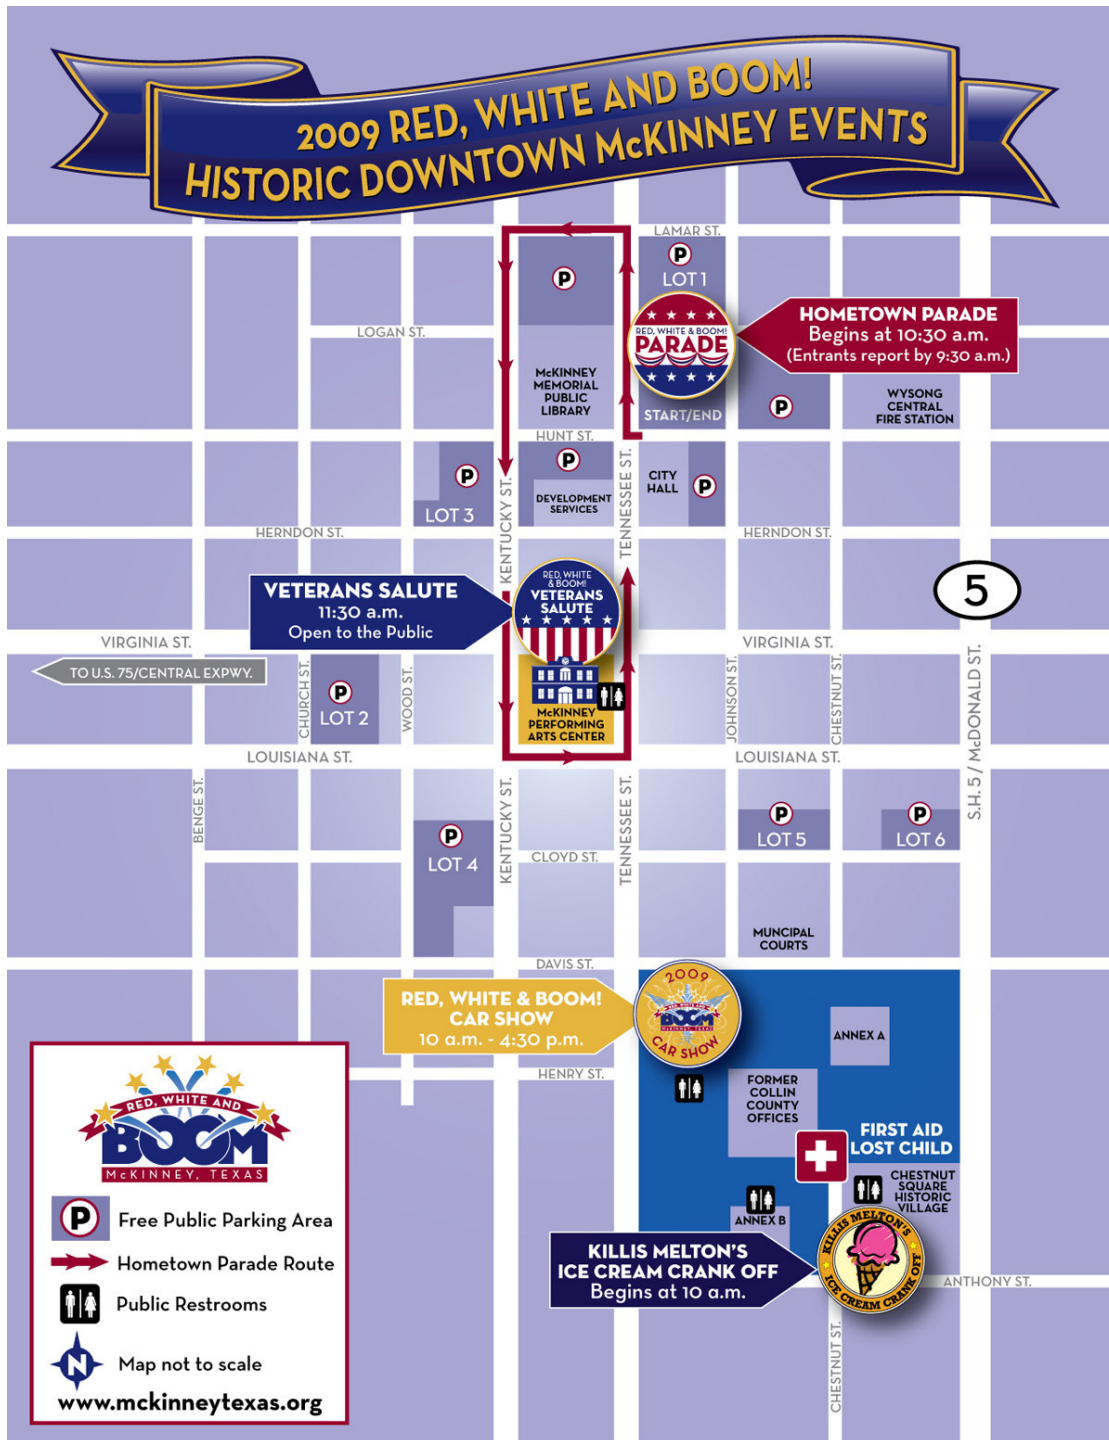 2009 RED, WHITE AND BOOM!
HISTORIC DOWNTOWN McKINNEY EVENTS
LAMAR ST.
P
P
LOT 1
HOMETOWN PARADE
Begins at 10:30 a.m.
(Entrants report by 9:30 a.m.)
RED, WHITE & BOOM!
PARADE
START/END
LOGAN ST.
McKINNEY
MEMORIAL
PUBLIC
LIBRARY
P
WYSONG
CENTRAL
FIRE STATION
HUNT ST.
P
LOT 3
P
DEVELOPMENT
SERVICES
CITY
HALL
P
KENTUCKY ST.
TENNESSEE ST.
HERNDON ST.
HERNDON ST.
VETERANS SALUTE
11:30 a.m.
Open to the Public
RED, WHITE
& BOOM!
VETERANS
SALUTE
5
VIRGINIA ST.
VIRGINIA ST.
TO U.S. 75/CENTRAL EXPWY.
CHURCH ST.
P
LOT 2
WOOD ST.
McKINNEY
PERFORMING
ARTS CENTER
JOHNSON ST.
CHESTNUT ST.
S.H. 5 / McDONALD ST.
LOUISIANA ST.
LOUISIANA ST.
BENGE ST.
KENTUCKY ST.
TENNESSEE ST.
P
LOT 4
P
LOT 5
P
LOT 6
CLOYD ST.
MUNCIPAL
COURTS
DAVIS ST.
RED, WHITE & BOOM!
CAR SHOW
10 a.m. - 4:30 p.m.
2009
RED, WHITE AND
BOOM
McKINNEY, TEXAS
CAR SHOW
ANNEX A
HENRY ST.
FORMER
COLLIN
COUNTY
OFFICES
FIRST AID
LOST CHILD
CHESTNUT
SQUARE
HISTORIC
VILLAGE
ANNEX B
KILLIS MELTON'S
ICE CREAM CRANK OFF
Begins at 10 a.m.
KILLIS MELTON'S
ICE CREAM CRANK OFF
ANTHONY ST.
CHESTNUT ST.
RED, WHITE AND
BOOM
McKINNEY, TEXAS
P Free Public Parking Area
Hometown Parade Route
Public Restrooms
N Map not to scale
www.mckinneytexas.org